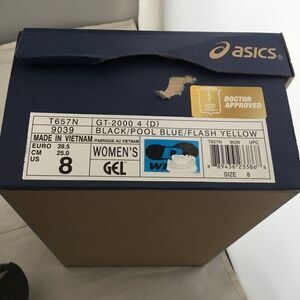 asics
DOCTOR
APPROVED
T657N GT-2000 4 (D)
9039 BLACK/POOL BLUE/FLASH YELLOW
MADE IN VIETNAM FABRIQUE AU VIETNAM
EURO 39.5
CM 25.0
US 8
WOMEN'S
GEL
D
T657N 9039 UPC
SIZE 8